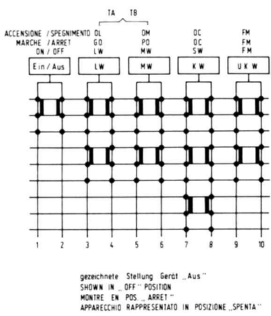 TA TB
ACCENSIONE / SPEGNIMENTO OL OM OC FM
MARCHE / ARRET GO PO OC FM
ON / OFF LW MW SW FM
Ein / Aus LW MW KW UKW
1 2 3 4 5 6 7 8 9 10
gezeichnete Stellung Gerät „Aus"
SHOWN IN „OFF" POSITION
MONTRE EN POS „ARRET"
APPARECCHIO RAPPRESENTATO IN POSIZIONE „SPENTA"